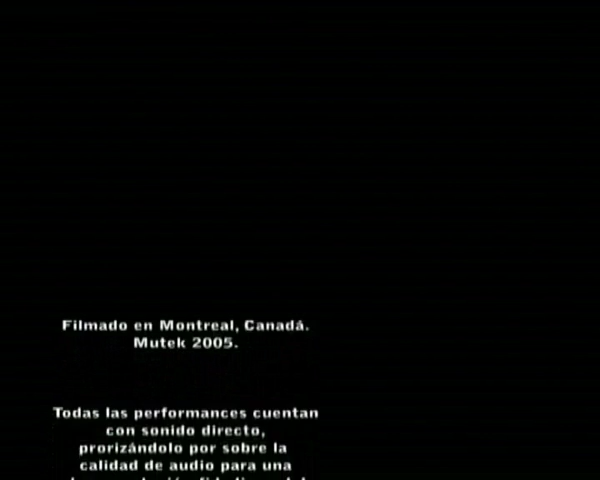 Filmado en Montreal, Canadá.
Mutek 2005.
Todas las performances cuentan
con sonido directo,
prorizándolo por sobre la
calidad de audio para una